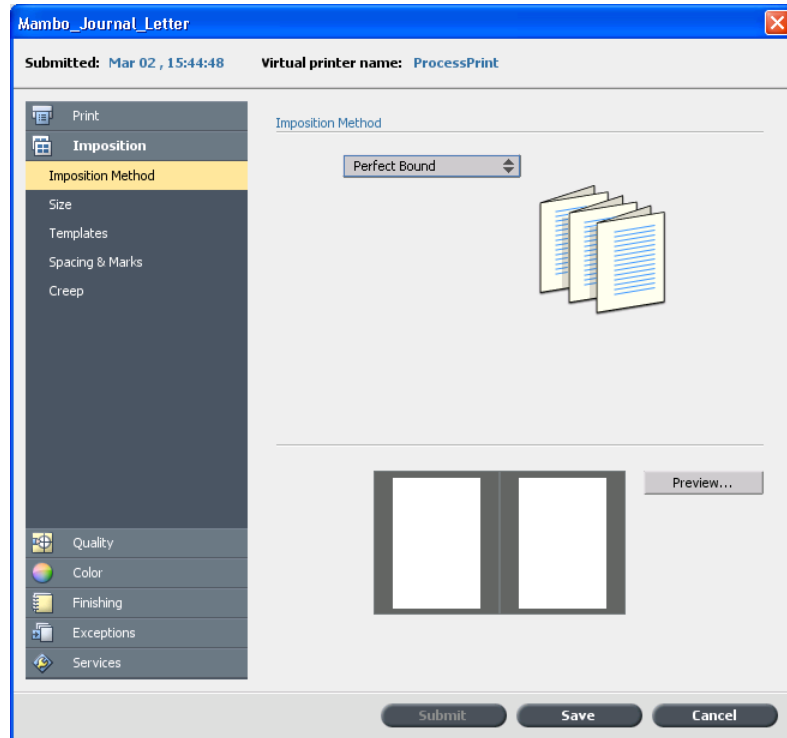 Mambo_Journal_Letter
Submitted: Mar 02 , 15:44:48 Virtual printer name: ProcessPrint
Print
Imposition
Imposition Method
Size
Templates
Spacing & Marks
Creep
Quality
Color
Finishing
Exceptions
Services
Imposition Method
Perfect Bound
Preview...
Submit Save Cancel